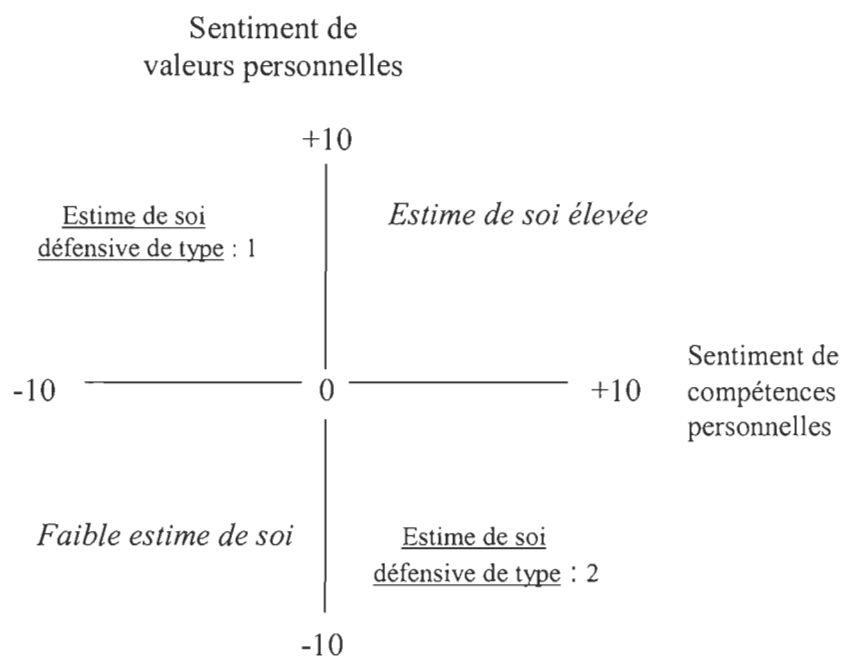 Sentiment de
valeurs personnelles
+10
Estime de soi
défensive de type : 1
Estime de soi élevée
-10
0
+10
Sentiment de
compétences
personnelles
Faible estime de soi
Estime de soi
défensive de type : 2
-10